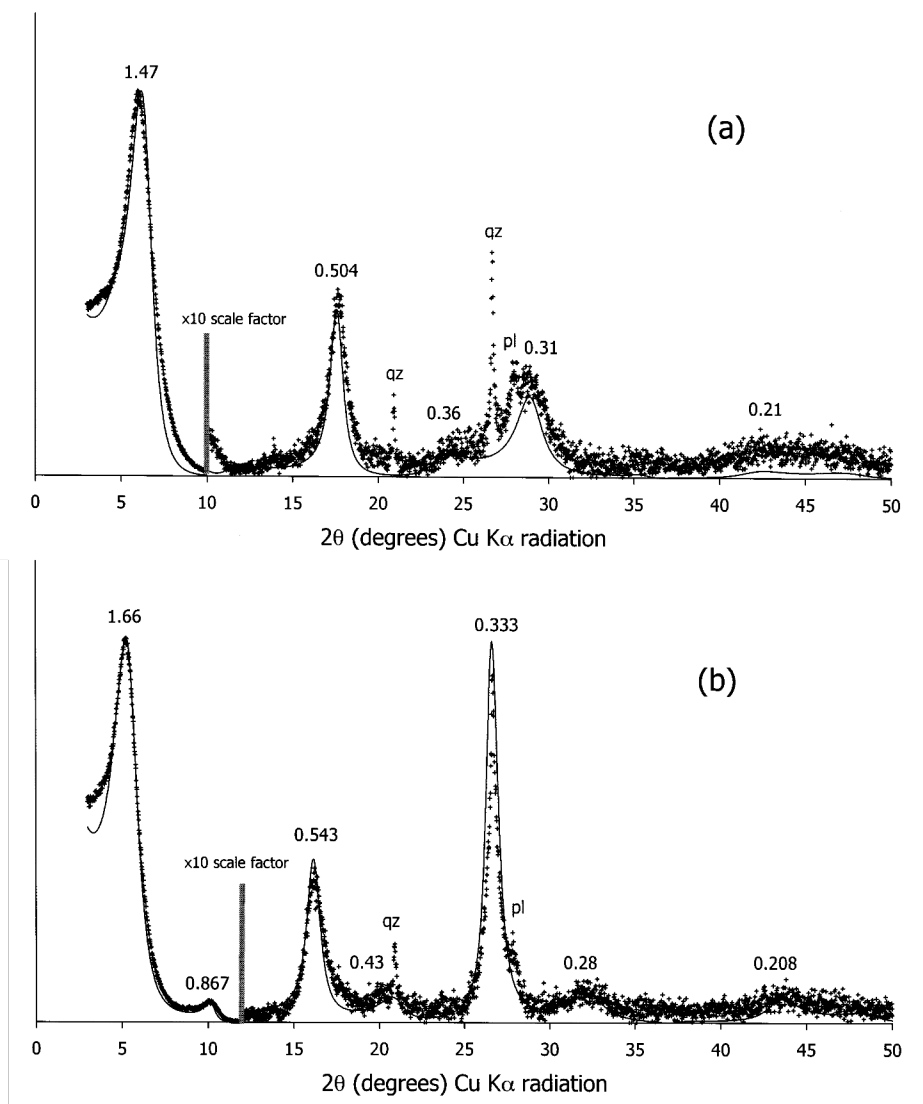 1.47
(a)
qz
0.504
x10 scale factor
pl 0.31
qz
0.36
0.21
0 5 10 15 20 25 30 35 40 45 50
2θ (degrees) Cu Kα radiation
1.66
0.333
(b)
0.543
x10 scale factor
pl
qz
0.43
0.28
0.208
0.867
0 5 10 15 20 25 30 35 40 45 50
2θ (degrees) Cu Kα radiation